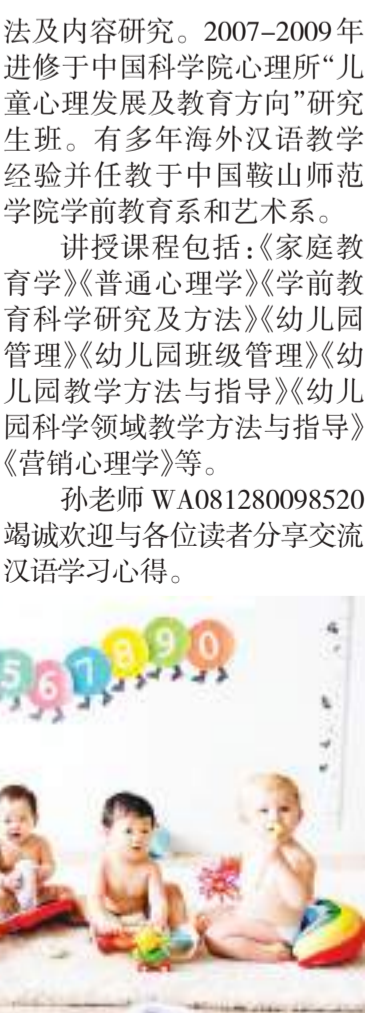 法及内容研究。2007-2009年
进修于中国科学院心理所“儿
童心理发展及教育方向”研究
生班。有多年海外汉语教学
经验并任教于中国鞍山师范
学院学前教育系和艺术系。
讲授课程包括:《家庭教
育学》《普通心理学》《学前教
育科学研究及方法》《幼儿园
管理》《幼儿园班级管理》《幼
儿园教学方法与指导》《幼儿
园科学领域教学方法与指导》
《营销心理学》等。
孙老师 WA081280098520
竭诚欢迎与各位读者分享交流
汉语学习心得。
5 6 7 8 9 0